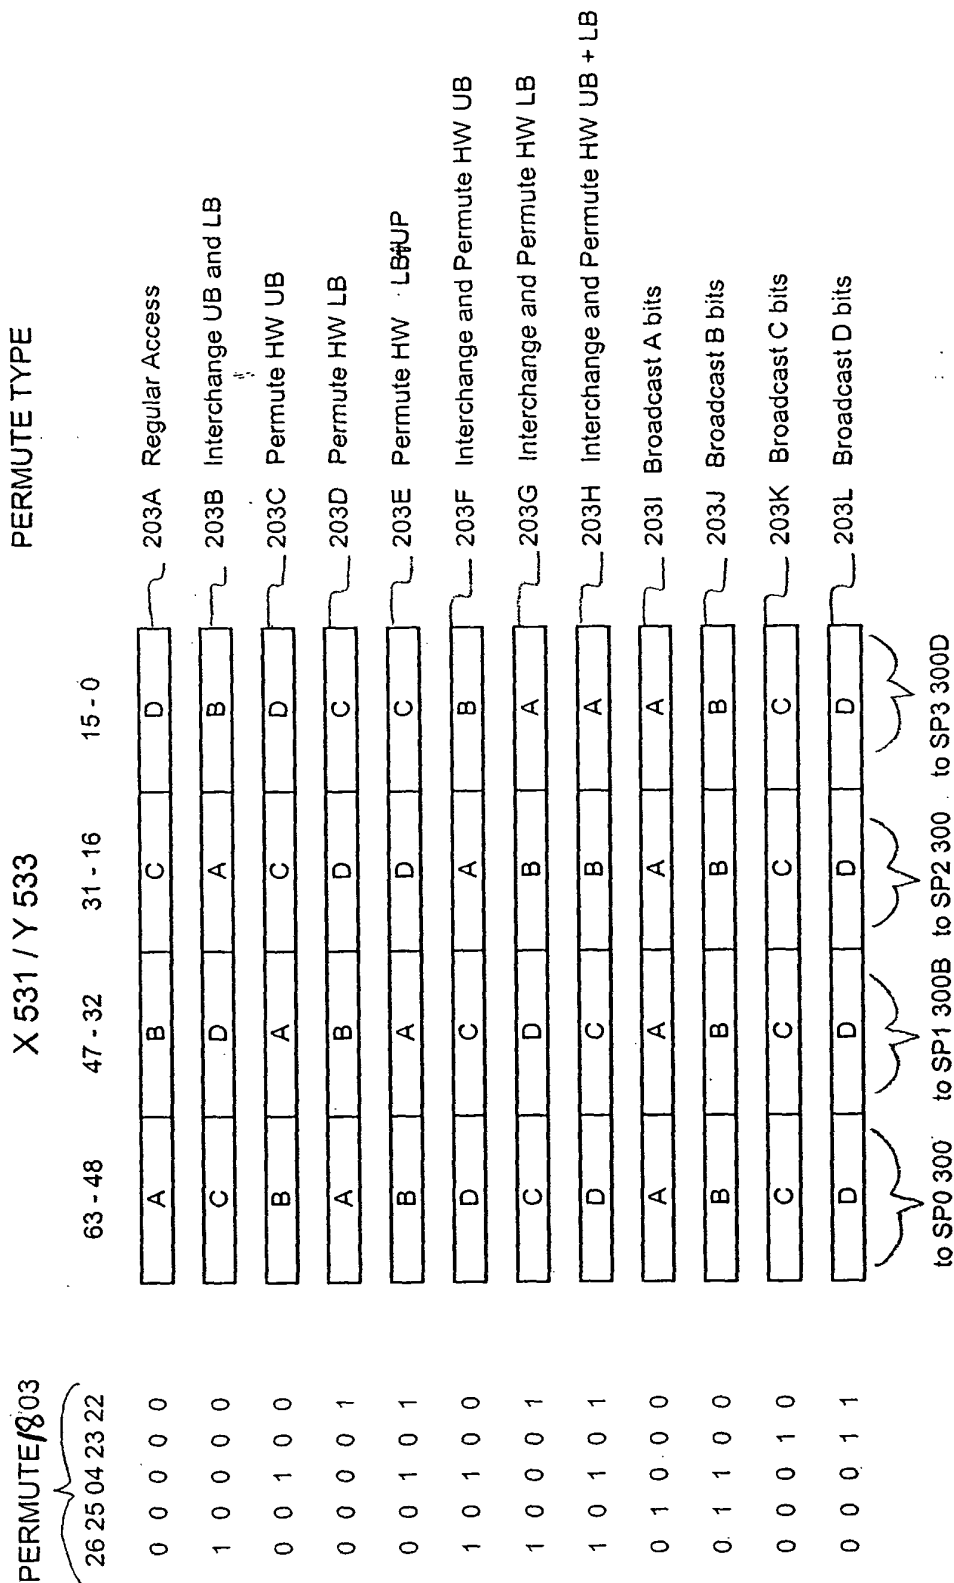 PERMUTE/1803 X 531 / Y 533 PERMUTE TYPE
26 25 04 23 22 63 - 48 47 - 32 31 - 16 15 - 0
0 0 0 0 0 A B C D 203A Regular Access
1 0 0 0 0 C D A B 203B Interchange UB and LB
0 0 1 0 0 B A C D 203C Permute HW UB
0 0 0 0 1 A B D C 203D Permute HW LB
0 0 1 0 1 B A D C 203E Permute HW
1 0 1 0 0 D C A B 203F Interchange and Permute HW UB
1 0 0 0 1 C D B A 203G Interchange and Permute HW LB
1 0 1 0 1 D C B A 203H Interchange and Permute HW UB + LB
0 1 0 0 0 A A A A 203I Broadcast A bits
0 1 1 0 0 B B B B 203J Broadcast B bits
0 0 0 1 0 C C C C 203K Broadcast C bits
0 0 0 1 1 D D D D 203L Broadcast D bits
to SP0 300 to SP1 300B to SP2 300 to SP3 300D